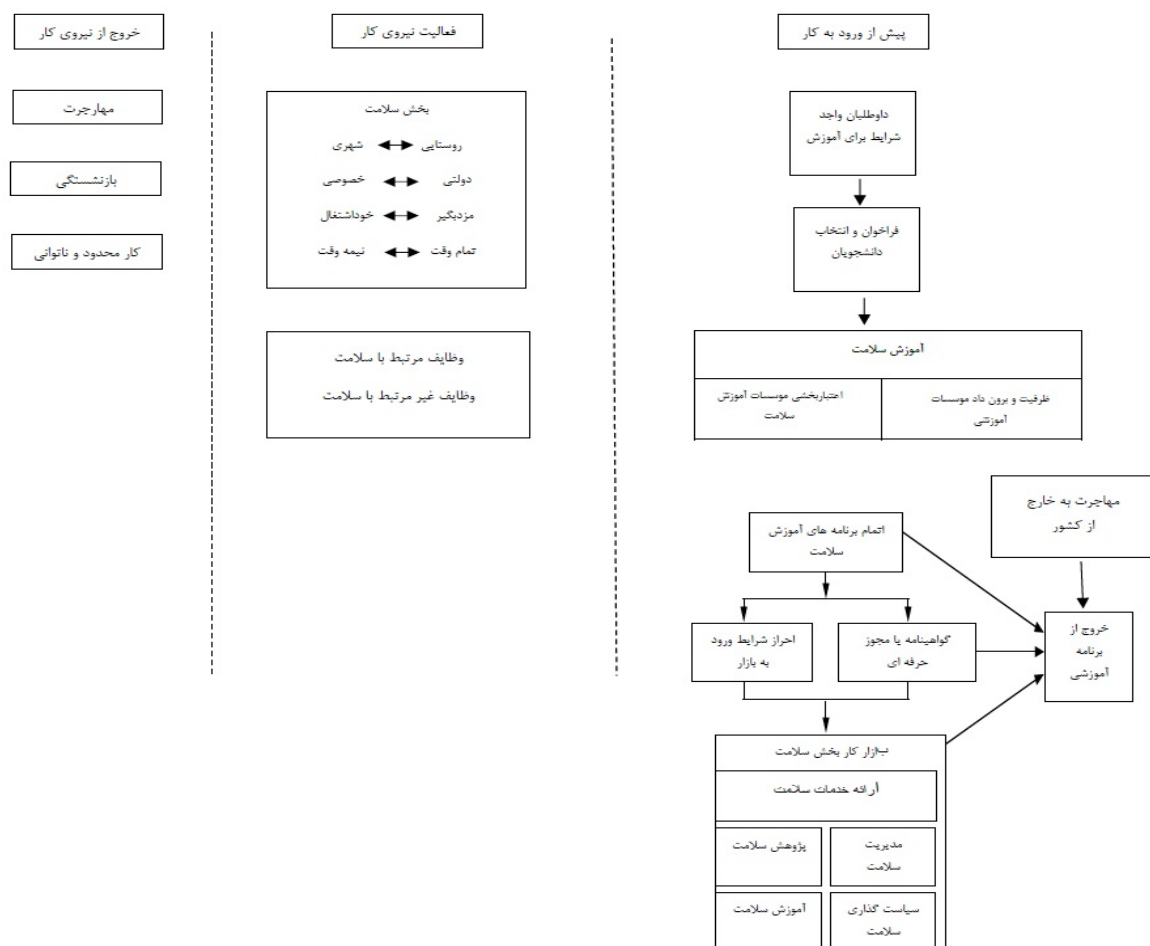 پیش از ورود به کار
فعالیت نیروی کار
خروج از نیروی کار
داوطلبان واجد
شرایط برای آموزش
فراخوان و انتخاب
دانشجویان
آموزش سلامت
ظرفیت و برون داد موسسات
آموزشی
اعتباربخشی موسسات آموزش
سلامت
مهاجرت به خارج
از کشور
اتمام برنامه های آموزش
سلامت
خروج از
برنامه
آموزشی
گواهینامه یا مجوز
حرفه ای
احراز شرایط ورود
به بازار
بازار کار بخش سلامت
أرائه خدمات سلامت
مدیریت
سلامت
پژوهش سلامت
سیاست گذاری
سلامت
آموزش سلامت
بخش سلامت
روستایی شهری
دولتی خصوصی
مزدبگیر خوداشتغال
تمام وقت نیمه وقت
وظایف مرتبط با سلامت
وظایف غیر مرتبط با سلامت
مهارجرت
بازنشستگی
کار محدود و ناتوانی